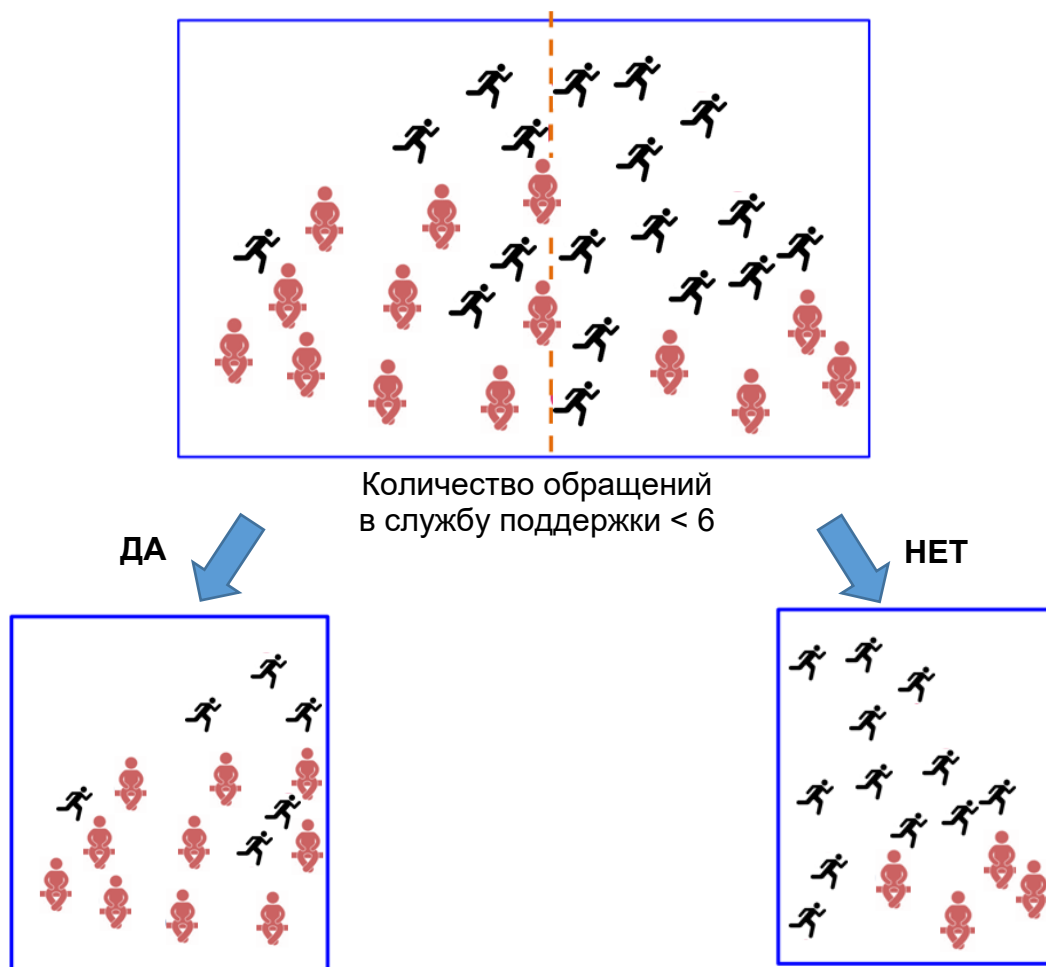 Количество обращений
в службу поддержки < 6
ДА
НЕТ